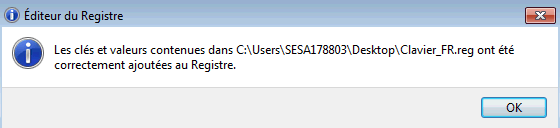 Éditeur du Registre
Les clés et valeurs contenues dans C:\Users\SESA178803\Desktop\Clavier_FR.reg ont été
correctement ajoutées au Registre.
OK